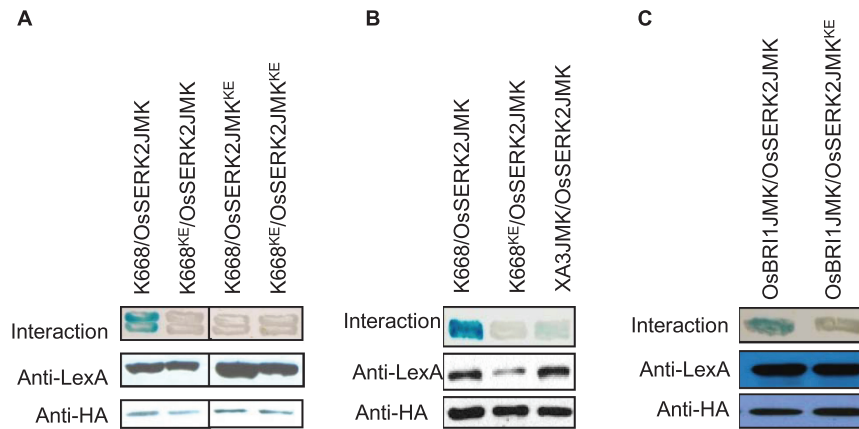 A
K668/OsSERK2JMK
K668KE/OsSERK2JMK
K668/OsSERK2JMKKE
K668KE/OsSERK2JMKKE
Interaction
Anti-LexA
Anti-HA
B
K668/OsSERK2JMK
K668KE/OsSERK2JMK
XA3JMK/OsSERK2JMK
Interaction
Anti-LexA
Anti-HA
C
OsBRI1JMK/OsSERK2JMK
OsBRI1JMK/OsSERK2JMKKE
Interaction
Anti-LexA
Anti-HA